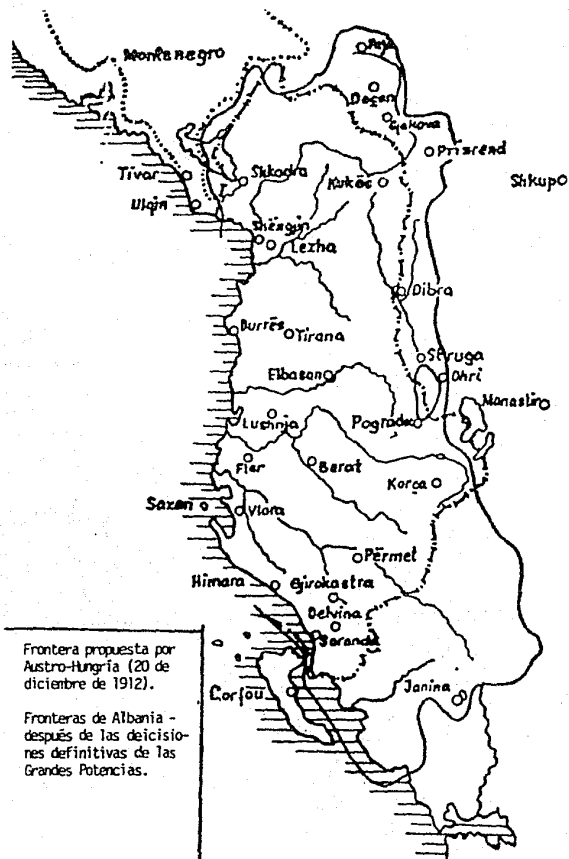 Montenegro
Peja
Deçan
Gjakova
Prizrend
Tivar
Shkodra
Kukës
Shkupo
Ulqin
Shëngjin
Lezha
Dibra
Durrës
Tirana
Struga
Elbasan
Ohri
Manastir
Lushnja
Pogradec
Fier
Berat
Korça
Sazan
Vlora
Përmet
Himara
Gjirokastra
Delvina
Saranda
Frontera propuesta por
Austro-Hungría (20 de
diciembre de 1912).
Corfou
Janina
Fronteras de Albania -
después de las deicisio-
nes definitivas de las
Grandes Potencias.